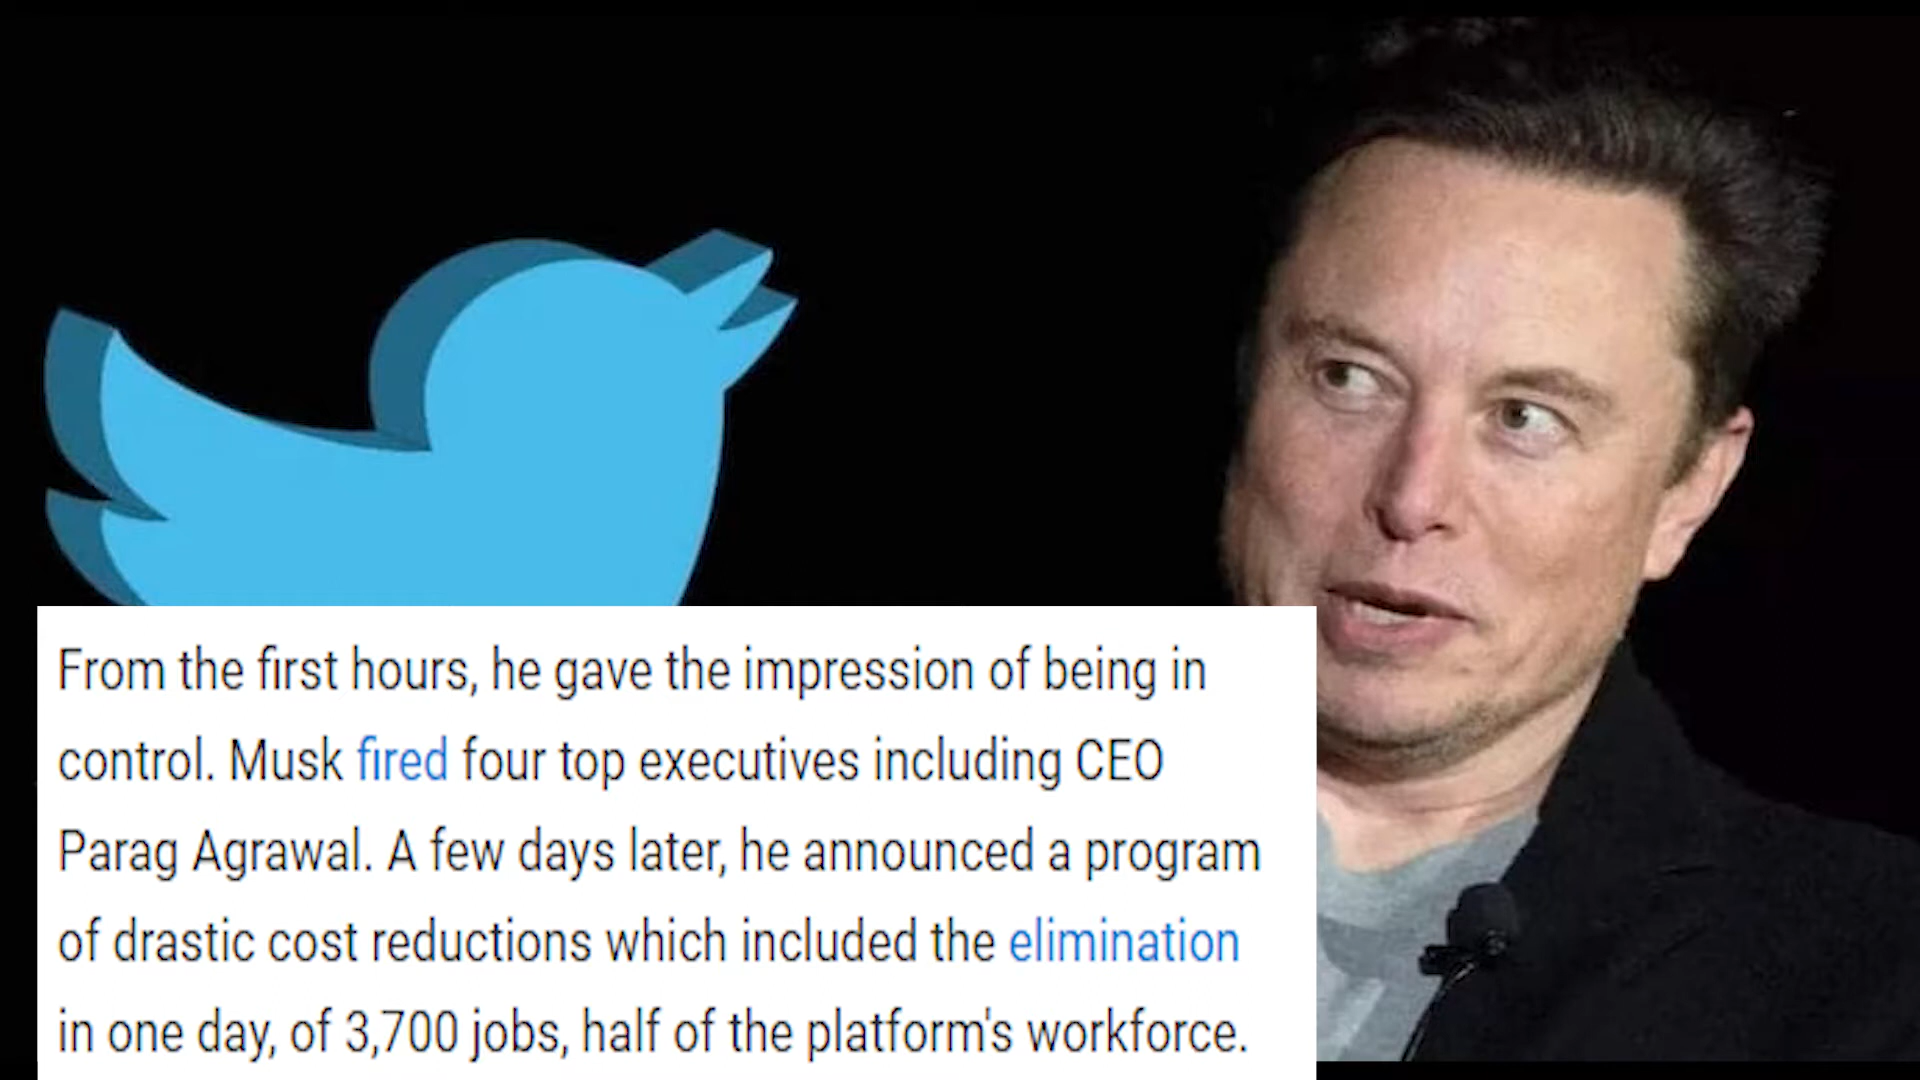 From the first hours, he gave the impression of being in
control. Musk fired four top executives including CEO
Parag Agrawal. A few days later, he announced a program
of drastic cost reductions which included the elimination
in one day, of 3,700 jobs, half of the platform's workforce.